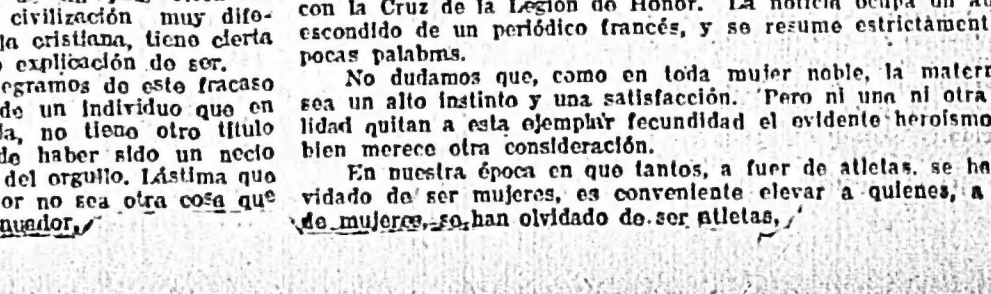 civilización muy dife-
la cristiana, tiene cierta
explicación de ser.
egramos de este fracaso
de un individuo que en
da, no tiene otro título
de haber sido un necio
del orgullo. Lástima que
or no sea otra cosa que
nuador,
con la Cruz de la Legión de Honor. La noticia ocupa un
escondido de un periódico francés, y se resume estrictament
pocas palabras.
No dudamos que, como en toda mujer noble, la matern
sea un alto instinto y una satisfacción. Pero ni una ni otra
lidad quitan a esta ejemplar fecundidad el evidente heroísmo
bien merece otra consideración.
En nuestra época en que tantos, a fuer de atletas, se ha
vidado de ser mujeres, es conveniente elevar a quienes, a
de mujeres, se han olvidado de ser atletas,